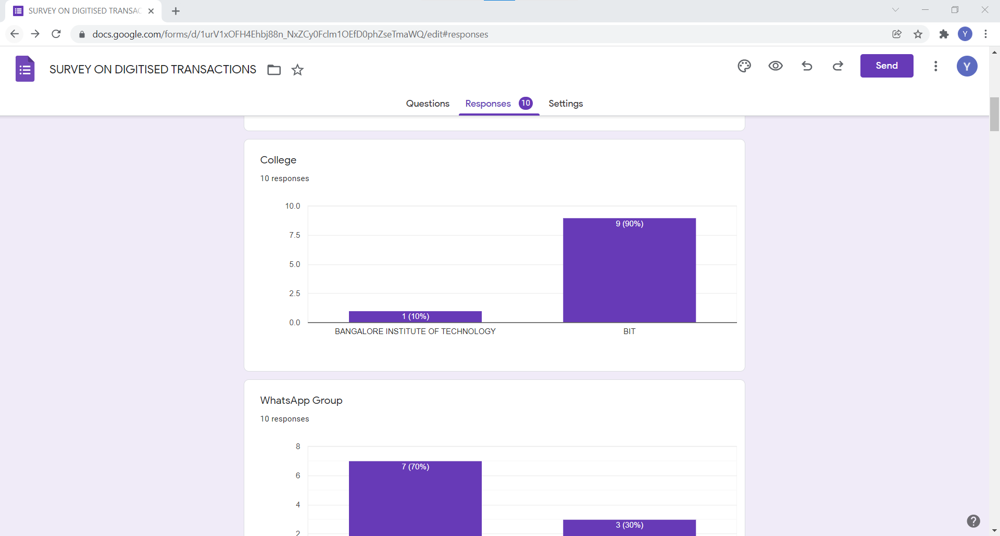 SURVEY ON DIGITISED TRANSAC
docs.google.com/forms/d/1urV1xOFH4Ehbj88n_NxZCy0Fclm1OEfD0phZseTmaWQ/edit#responses
Y
SURVEY ON DIGITISED TRANSACTIONS
Send
Y
Questions
Responses 10
Settings
College
10 responses
10.0
7.5
5.0
2.5
0.0
1 (10%)
9 (90%)
BANGALORE INSTITUTE OF TECHNOLOGY
BIT
WhatsApp Group
10 responses
8
6
4
2
7 (70%)
3 (30%)